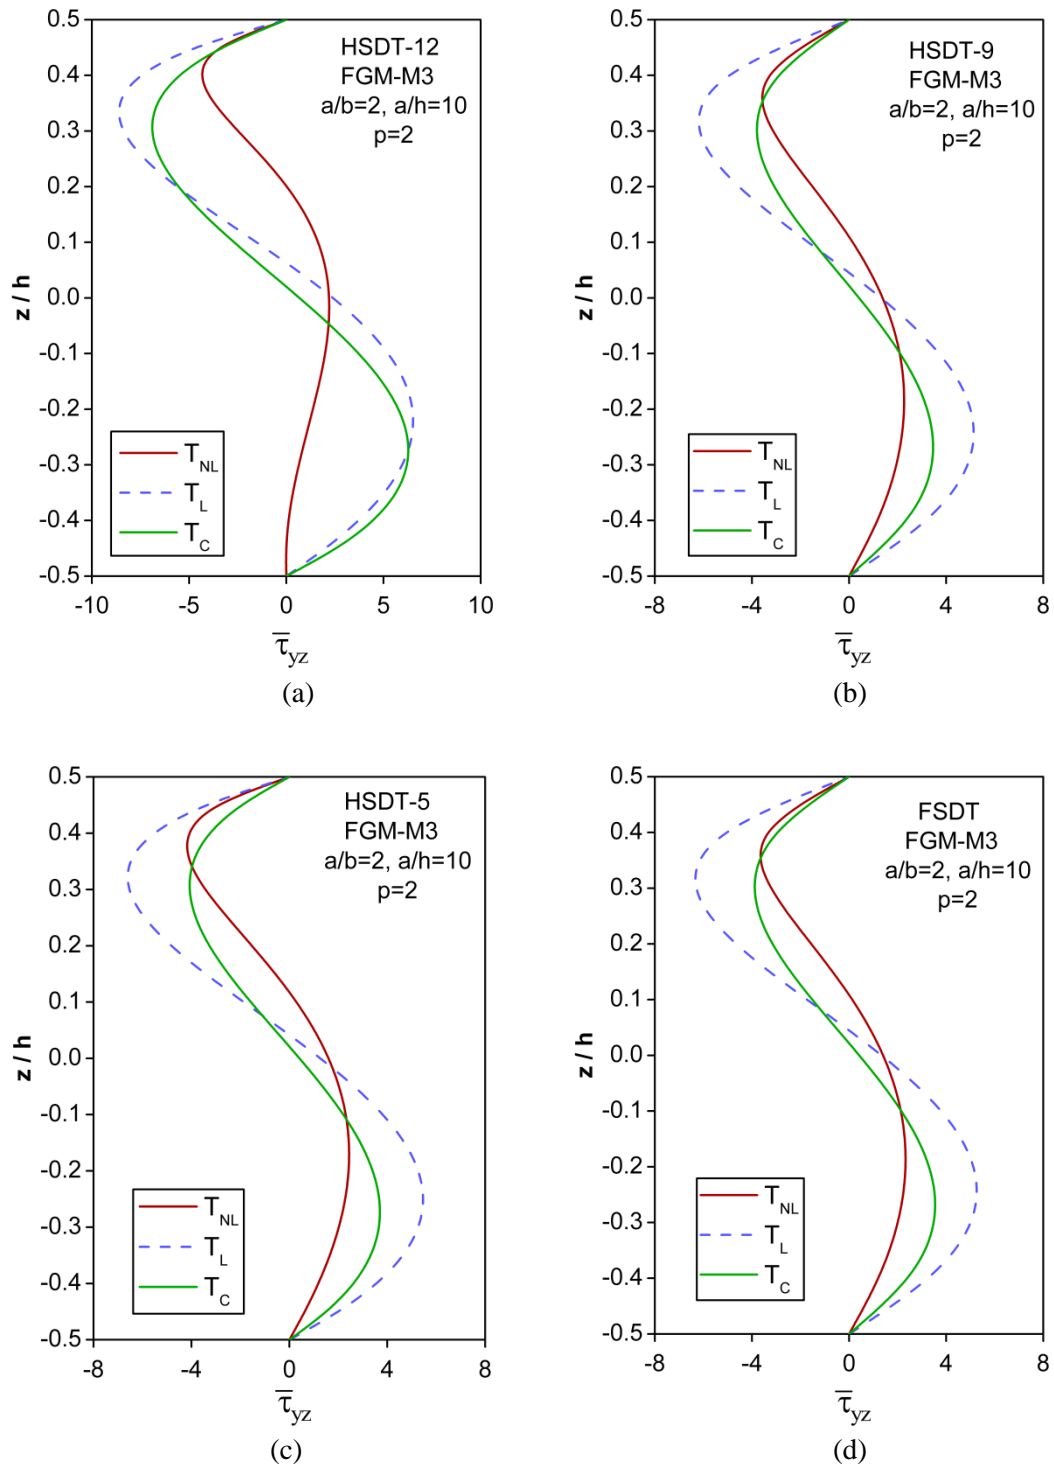 0.5
0.4
0.3
0.2
0.1
0.0
-0.1
-0.2
-0.3
-0.4
-0.5
z / h
HSDT-12
FGM-M3
a/b=2, a/h=10
p=2
T_NL
T_L
T_C
-10 -5 0 5 10
τ̅_yz
(a)
0.5
0.4
0.3
0.2
0.1
0.0
-0.1
-0.2
-0.3
-0.4
-0.5
z / h
HSDT-9
FGM-M3
a/b=2, a/h=10
p=2
T_NL
T_L
T_C
-8 -4 0 4 8
τ̅_yz
(b)
0.5
0.4
0.3
0.2
0.1
0.0
-0.1
-0.2
-0.3
-0.4
-0.5
z / h
HSDT-5
FGM-M3
a/b=2, a/h=10
p=2
T_NL
T_L
T_C
-8 -4 0 4 8
τ̅_yz
(c)
0.5
0.4
0.3
0.2
0.1
0.0
-0.1
-0.2
-0.3
-0.4
-0.5
z / h
FSDT
FGM-M3
a/b=2, a/h=10
p=2
T_NL
T_L
T_C
-8 -4 0 4 8
τ̅_yz
(d)